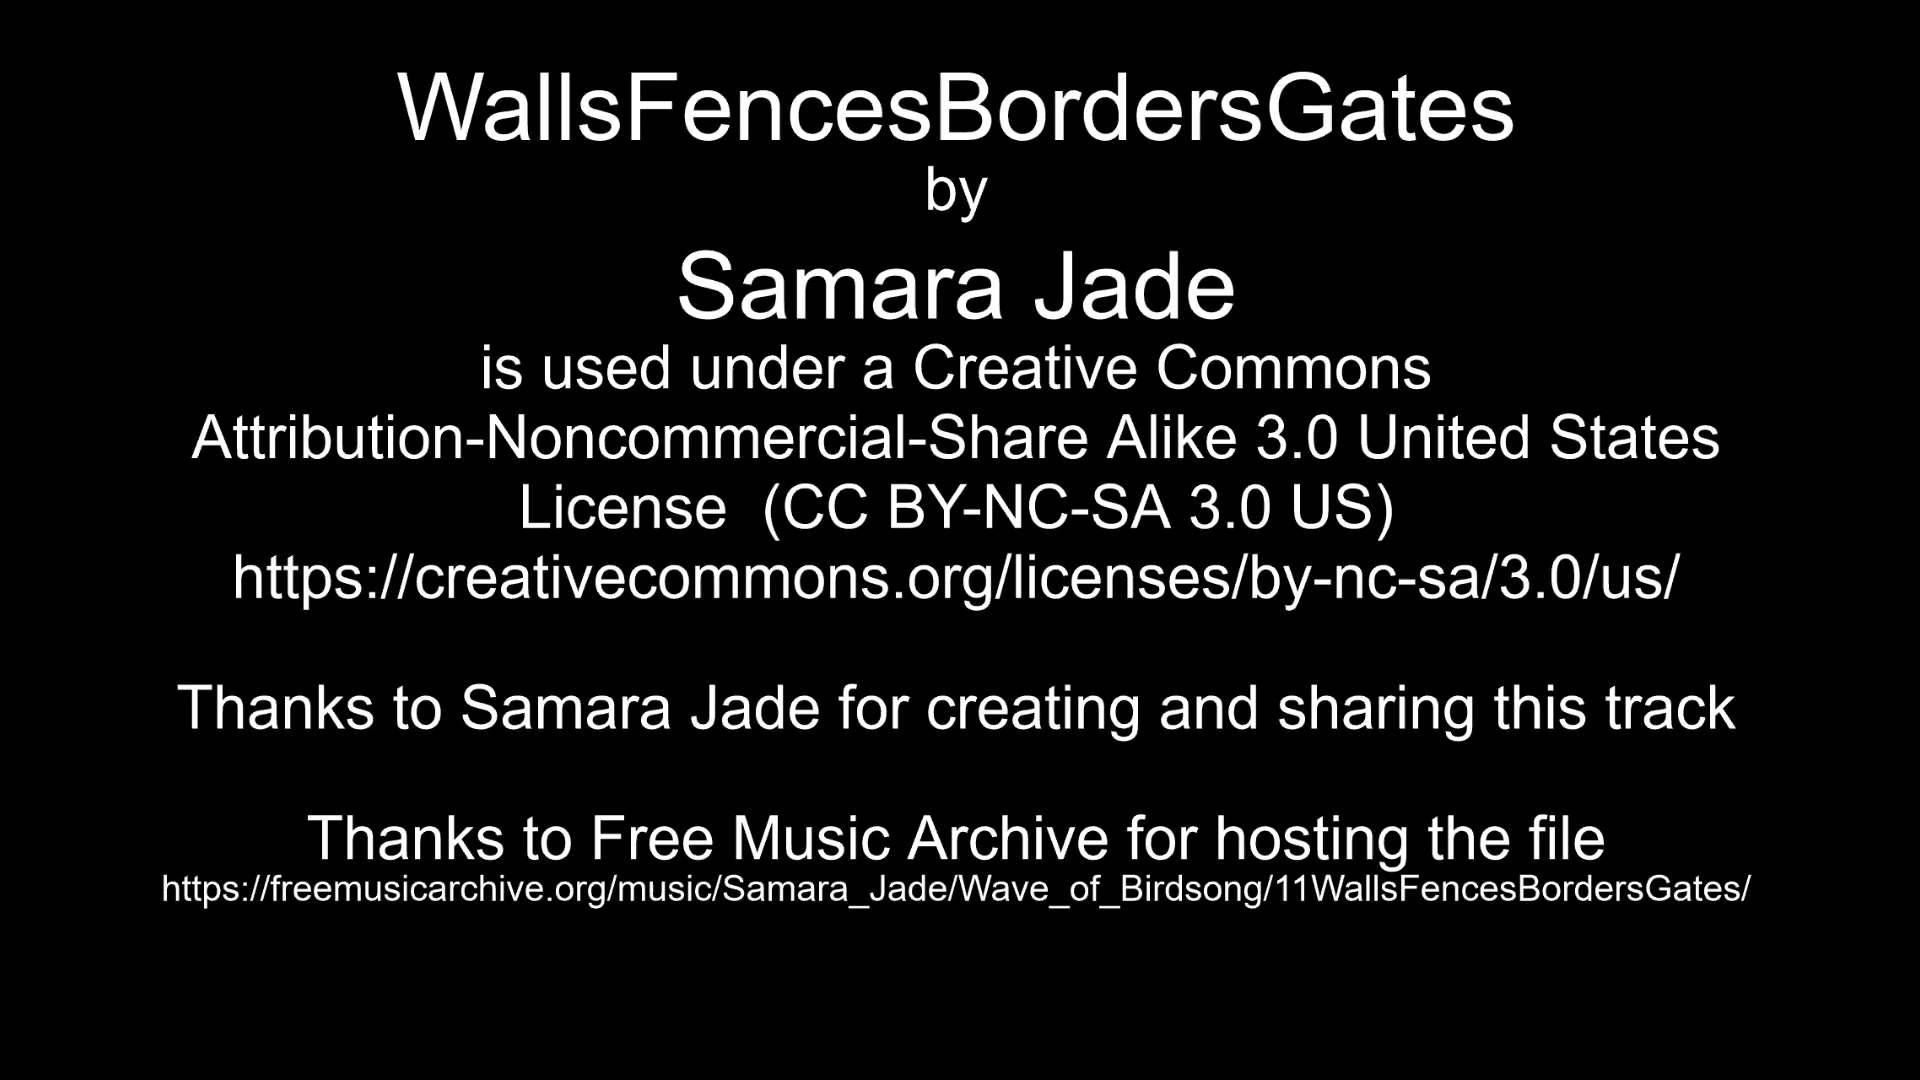 WallsFencesBordersGates
by
Samara Jade
is used under a Creative Commons
Attribution-Noncommercial-Share Alike 3.0 United States
License  (CC BY-NC-SA 3.0 US)
https://creativecommons.org/licenses/by-nc-sa/3.0/us/
Thanks to Samara Jade for creating and sharing this track
Thanks to Free Music Archive for hosting the file
https://freemusicarchive.org/music/Samara_Jade/Wave_of_Birdsong/11WallsFencesBordersGates/